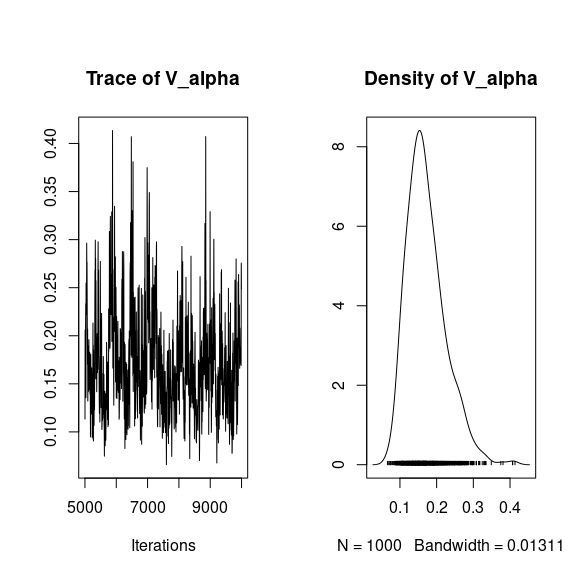 Trace of V_alpha
0.40
0.35
0.30
0.25
0.20
0.15
0.10
5000 7000 9000
Iterations
Density of V_alpha
8
6
4
2
0
0.1 0.2 0.3 0.4
N = 1000 Bandwidth = 0.01311